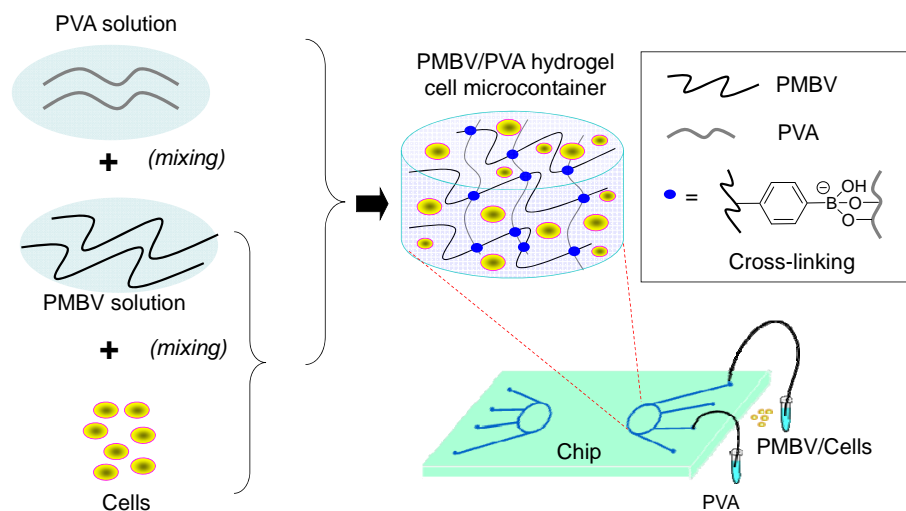 PVA solution
+ (mixing)
PMBV solution
+ (mixing)
Cells
PMBV/PVA hydrogel
cell microcontainer
PMBV
PVA
= B OH O O −
Cross-linking
Chip
PMBV/Cells
PVA